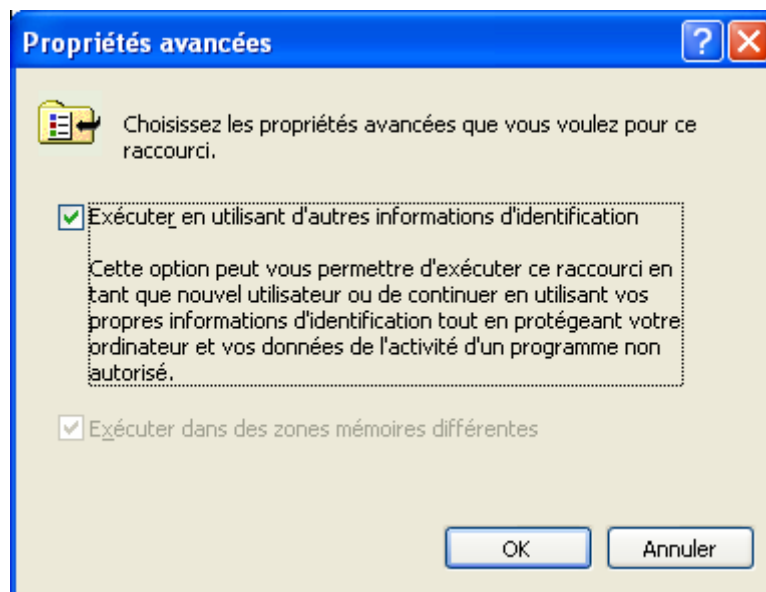 Propriétés avancées
Choisissez les propriétés avancées que vous voulez pour ce
raccourci.
Exécuter en utilisant d'autres informations d'identification
Cette option peut vous permettre d'exécuter ce raccourci en
tant que nouvel utilisateur ou de continuer en utilisant vos
propres informations d'identification tout en protégeant votre
ordinateur et vos données de l'activité d'un programme non
autorisé.
Exécuter dans des zones mémoires différentes
OK
Annuler